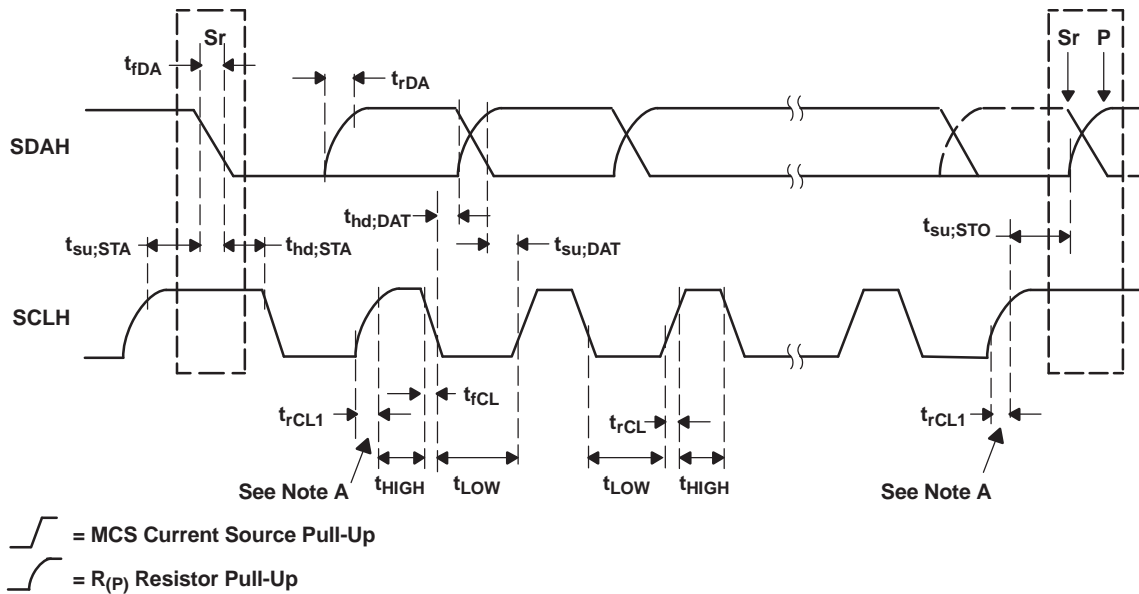 Sr
Sr P
tfDA
trDA
SDAH
thd;DAT
tsu;STA
thd;STA
tsu;DAT
tsu;STO
SCLH
tfCL
trCL1
trCL
trCL1
tHIGH
tLOW
tLOW
tHIGH
See Note A
See Note A
= MCS Current Source Pull-Up
= R(P) Resistor Pull-Up